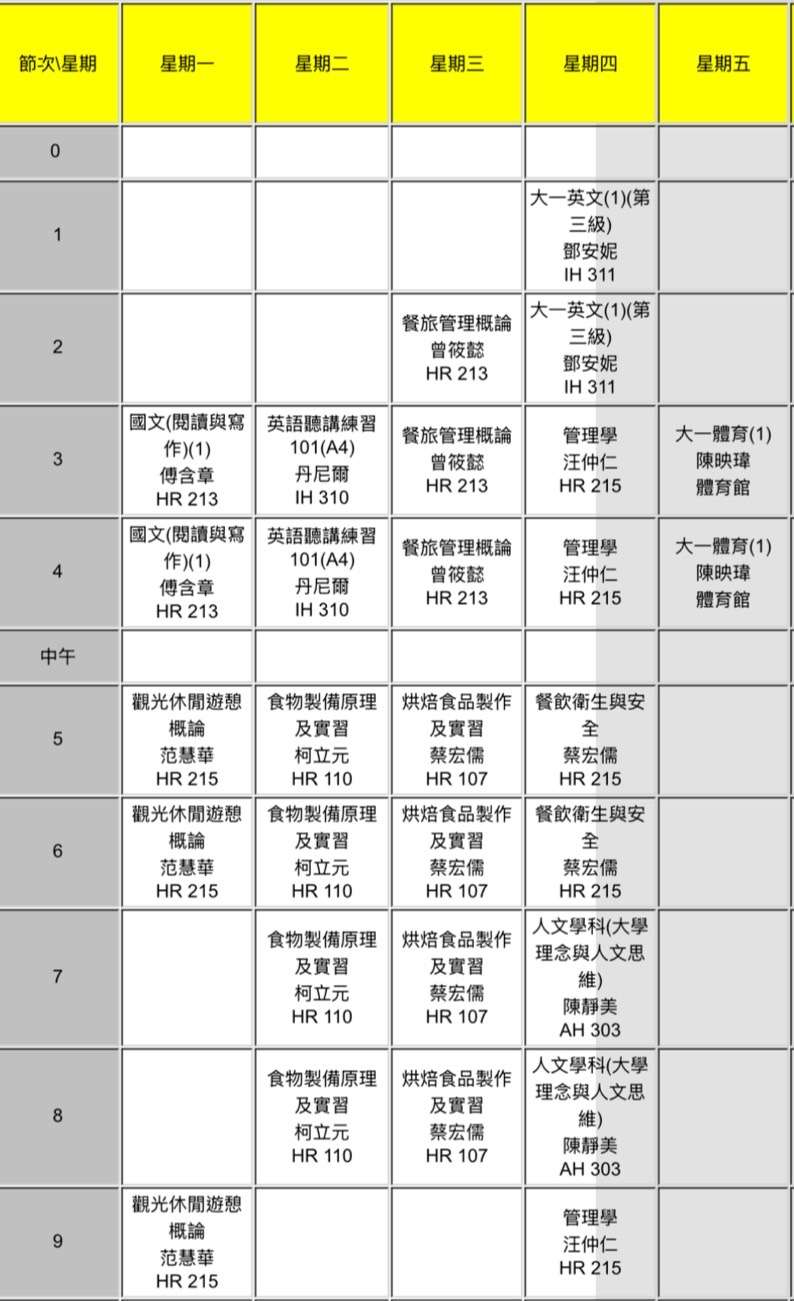 節次\星期 星期一 星期二 星期三 星期四 星期五
0
1
大一英文(1)(第
三級)
鄧安妮
IH 311
2
餐旅管理概論
曾筱懿
HR 213
大一英文(1)(第
三級)
鄧安妮
IH 311
3
國文(閱讀與寫
作)(1)
傅含章
HR 213
英語聽講練習
101(A4)
丹尼爾
IH 310
餐旅管理概論
曾筱懿
HR 213
管理學
汪仲仁
HR 215
大一體育(1)
陳映瑋
體育館
4
國文(閱讀與寫
作)(1)
傅含章
HR 213
英語聽講練習
101(A4)
丹尼爾
IH 310
餐旅管理概論
曾筱懿
HR 213
管理學
汪仲仁
HR 215
大一體育(1)
陳映瑋
體育館
中午
5
觀光休閒遊憩
概論
范慧華
HR 215
食物製備原理
及實習
柯立元
HR 110
烘焙食品製作
及實習
蔡宏儒
HR 107
餐飲衛生與安
全
蔡宏儒
HR 215
6
觀光休閒遊憩
概論
范慧華
HR 215
食物製備原理
及實習
柯立元
HR 110
烘焙食品製作
及實習
蔡宏儒
HR 107
餐飲衛生與安
全
蔡宏儒
HR 215
7
食物製備原理
及實習
柯立元
HR 110
烘焙食品製作
及實習
蔡宏儒
HR 107
人文學科(大學
理念與人文思
維)
陳靜美
AH 303
8
食物製備原理
及實習
柯立元
HR 110
烘焙食品製作
及實習
蔡宏儒
HR 107
人文學科(大學
理念與人文思
維)
陳靜美
AH 303
9
觀光休閒遊憩
概論
范慧華
HR 215
管理學
汪仲仁
HR 215